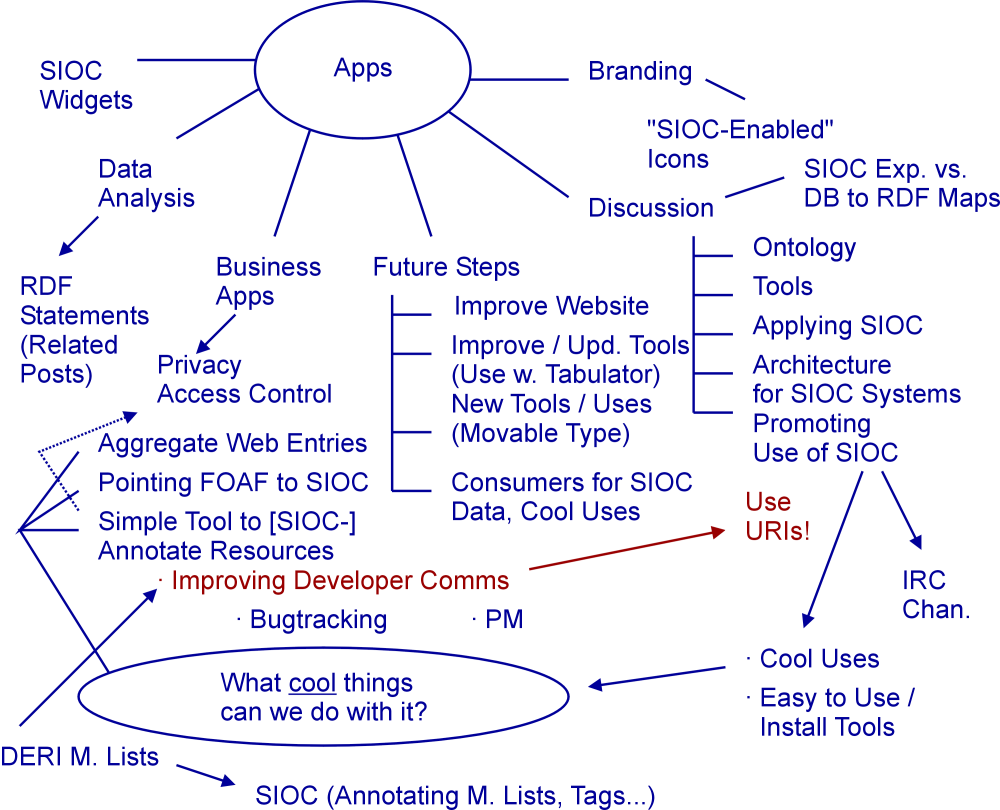 Apps
SIOC
Widgets
Branding
"SIOC-Enabled"
Icons
Data
Analysis
SIOC Exp. vs.
DB to RDF Maps
Discussion
Ontology
Tools
Applying SIOC
Architecture
for SIOC Systems
Promoting
Use of SIOC
RDF
Statements
(Related
Posts)
Business
Apps
Privacy
Access Control
Future Steps
Improve Website
Improve / Upd. Tools
(Use w. Tabulator)
New Tools / Uses
(Movable Type)
Consumers for SIOC
Data, Cool Uses
Aggregate Web Entries
Pointing FOAF to SIOC
Simple Tool to [SIOC-]
Annotate Resources
· Improving Developer Comms
Use
URIs!
· Bugtracking
· PM
IRC
Chan.
· Cool Uses
· Easy to Use /
Install Tools
What cool things
can we do with it?
DERI M. Lists
SIOC (Annotating M. Lists, Tags...)